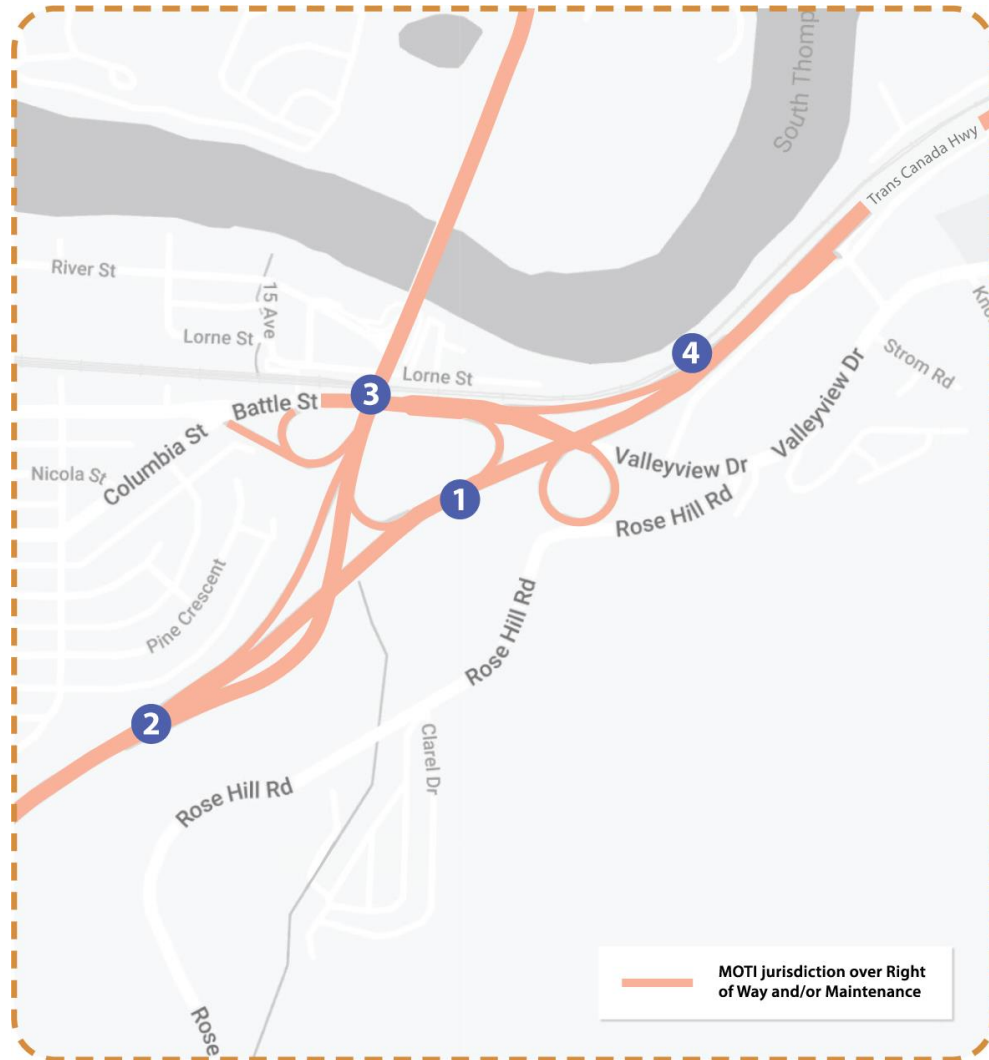 South Thomp
Trans Canada Hwy
River St
15 Ave
Lorne St
4
3
Lorne St
Strom Rd
Battle St
Valleyview Dr
Columbia St
Nicola St
Valleyview Dr
1
Rose Hill Rd
Pine Crescent
Rose Hill Rd
2
Clarel Dr
Rose Hill Rd
MOTI jurisdiction over Right
of Way and/or Maintenance
Rose